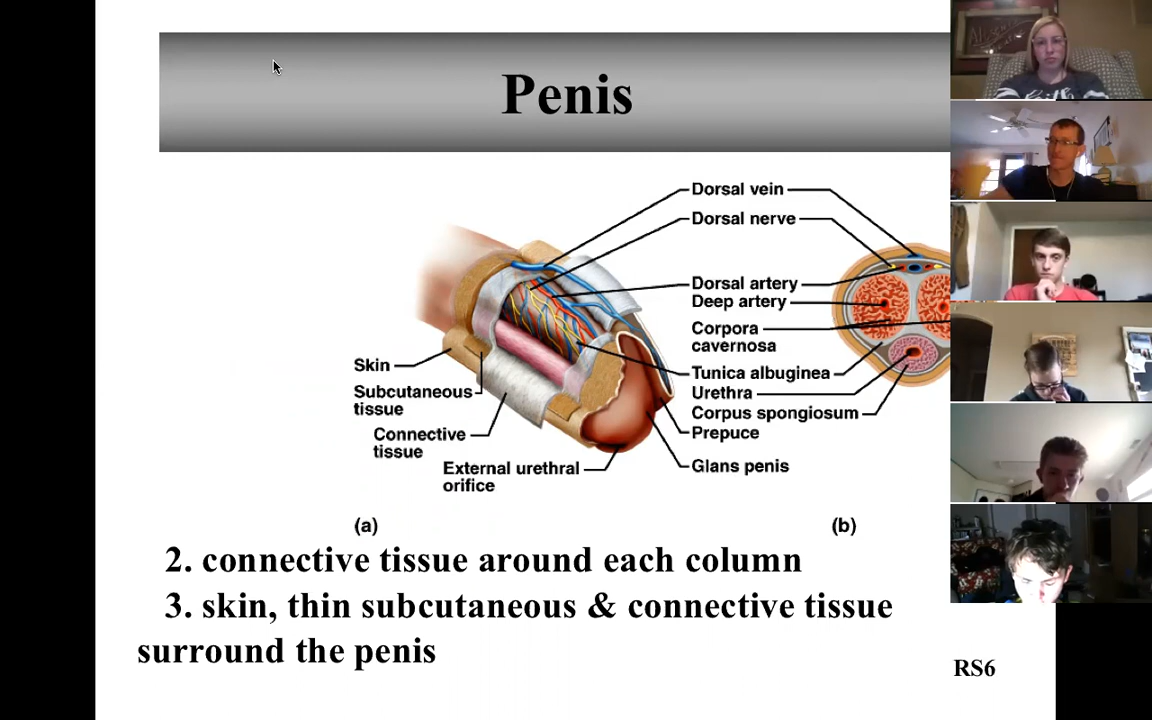 Penis
Dorsal vein
Dorsal nerve
Dorsal artery
Deep artery
Corpora
cavernosa
Tunica albuginea
Urethra
Corpus spongiosum
Prepuce
Glans penis
Skin
Subcutaneous
tissue
Connective
tissue
External urethral
orifice
(a)
(b)
2. connective tissue around each column
3. skin, thin subcutaneous & connective tissue
surround the penis
RS6